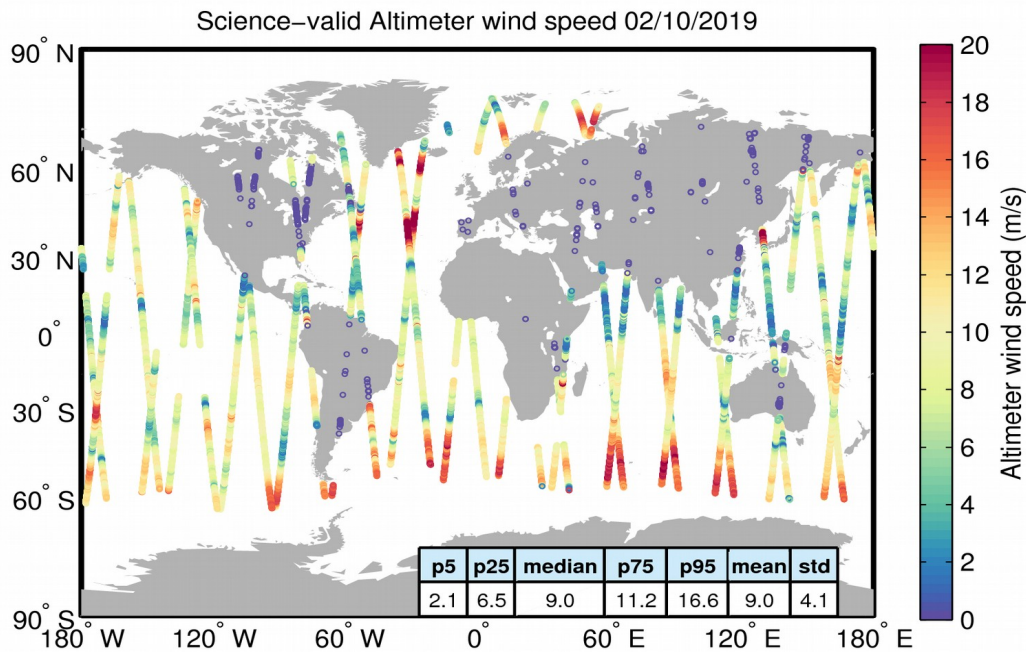 Science−valid Altimeter wind speed 02/10/2019
90° N
60° N
30° N
0°
30° S
60° S
90° S
180° W 120° W 60° W 0° 60° E 120° E 180° E
p5 p25 median p75 p95 mean std
2.1 6.5 9.0 11.2 16.6 9.0 4.1
20
18
16
14
12
10
8
6
4
2
0
Altimeter wind speed (m/s)